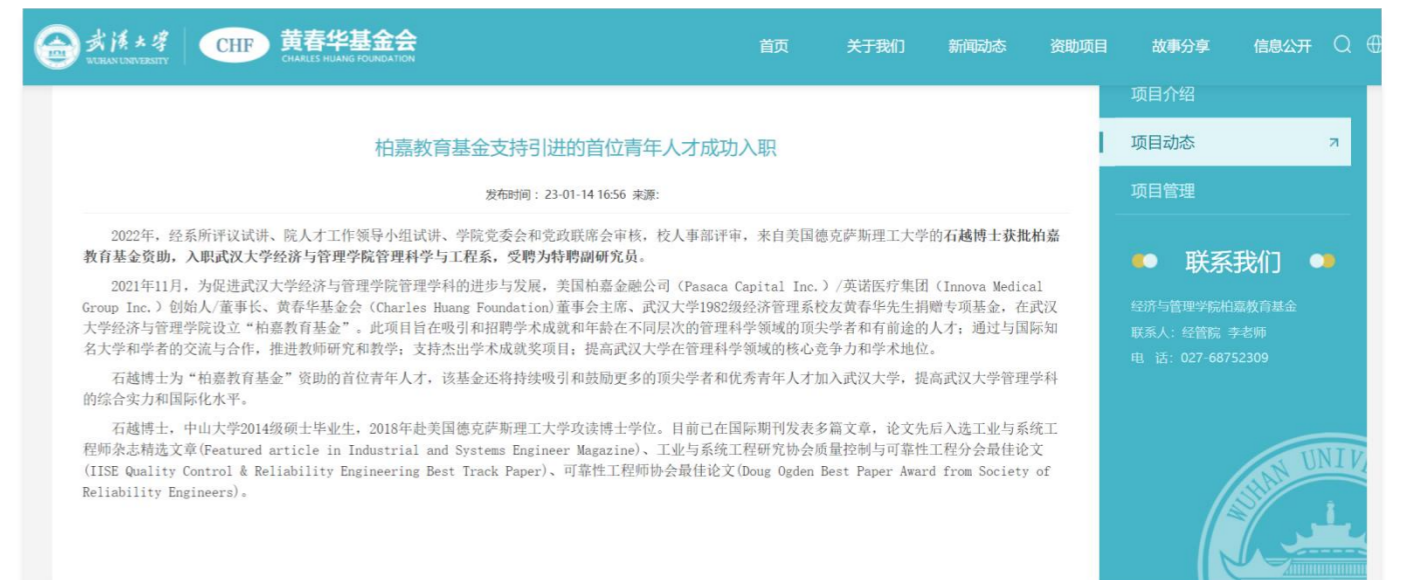 武汉大学
WUHAN UNIVERSITY
CHF
黄春华基金会
CHARLES HUANG FOUNDATION
首页 关于我们 新闻动态 资助项目 故事分享 信息公开
项目介绍
项目动态
项目管理
柏嘉教育基金支持引进的首位青年人才成功入职
发布时间：23-01-14 16:56 来源:
2022年，经系所评议试讲、院人才工作领导小组试讲、学院党委会和党政联席会审核，校人事部评审，来自美国德克萨斯理工大学的石越博士获批柏嘉
教育基金资助，入职武汉大学经济与管理学院管理科学与工程系，受聘为特聘副研究员。
2021年11月，为促进武汉大学经济与管理学院管理学科的进步与发展，美国柏嘉金融公司（Pasaca Capital Inc.）/英诺医疗集团（Innova Medical
Group Inc.）创始人/董事长、黄春华基金会（Charles Huang Foundation)董事会主席、武汉大学1982级经济管理系校友黄春华先生捐赠专项基金，在武汉
大学经济与管理学院设立“柏嘉教育基金”。此项目旨在吸引和招聘学术成就和年龄在不同层次的管理科学领域的顶尖学者和有前途的人才；通过与国际知
名大学和学者的交流与合作，推进教师研究和教学；支持杰出学术成就奖项目；提高武汉大学在管理科学领域的核心竞争力和学术地位。
石越博士为“柏嘉教育基金”资助的首位青年人才，该基金还将持续吸引和鼓励更多的顶尖学者和优秀青年人才加入武汉大学，提高武汉大学管理学科
的综合实力和国际化水平。
石越博士，中山大学2014级硕士毕业生，2018年赴美国德克萨斯理工大学攻读博士学位。目前已在国际期刊发表多篇文章，论文先后入选工业与系统工
程师杂志精选文章(Featured article in Industrial and Systems Engineer Magazine)、工业与系统工程研究协会质量控制与可靠性工程分会最佳论文
(IISE Quality Control & Reliability Engineering Best Track Paper)、可靠性工程师协会最佳论文(Doug Ogden Best Paper Award from Society of
Reliability Engineers)。
联系我们
经济与管理学院柏嘉教育基金
联系人：经管院 李老师
电 话：027-68752309
WUHAN UNIV